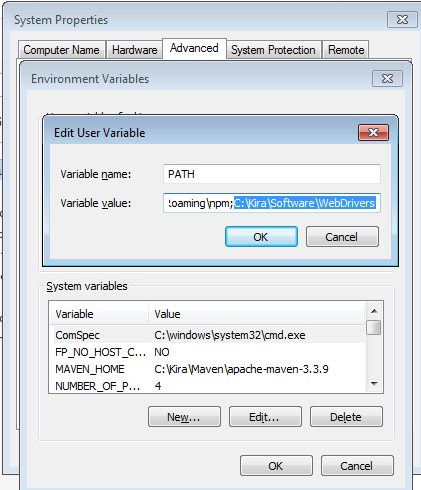 System Properties
Computer Name Hardware Advanced System Protection Remote
Environment Variables
Edit User Variable
Variable name: PATH
Variable value: oaming\npm;C:\Kira\Software\WebDrivers
OK Cancel
System variables
Variable Value
ComSpec C:\windows\system32\cmd.exe
FP_NO_HOST_C... NO
MAVEN_HOME C:\Kira\Maven\apache-maven-3.3.9
NUMBER_OF_P... 4
New... Edit... Delete
OK Cancel